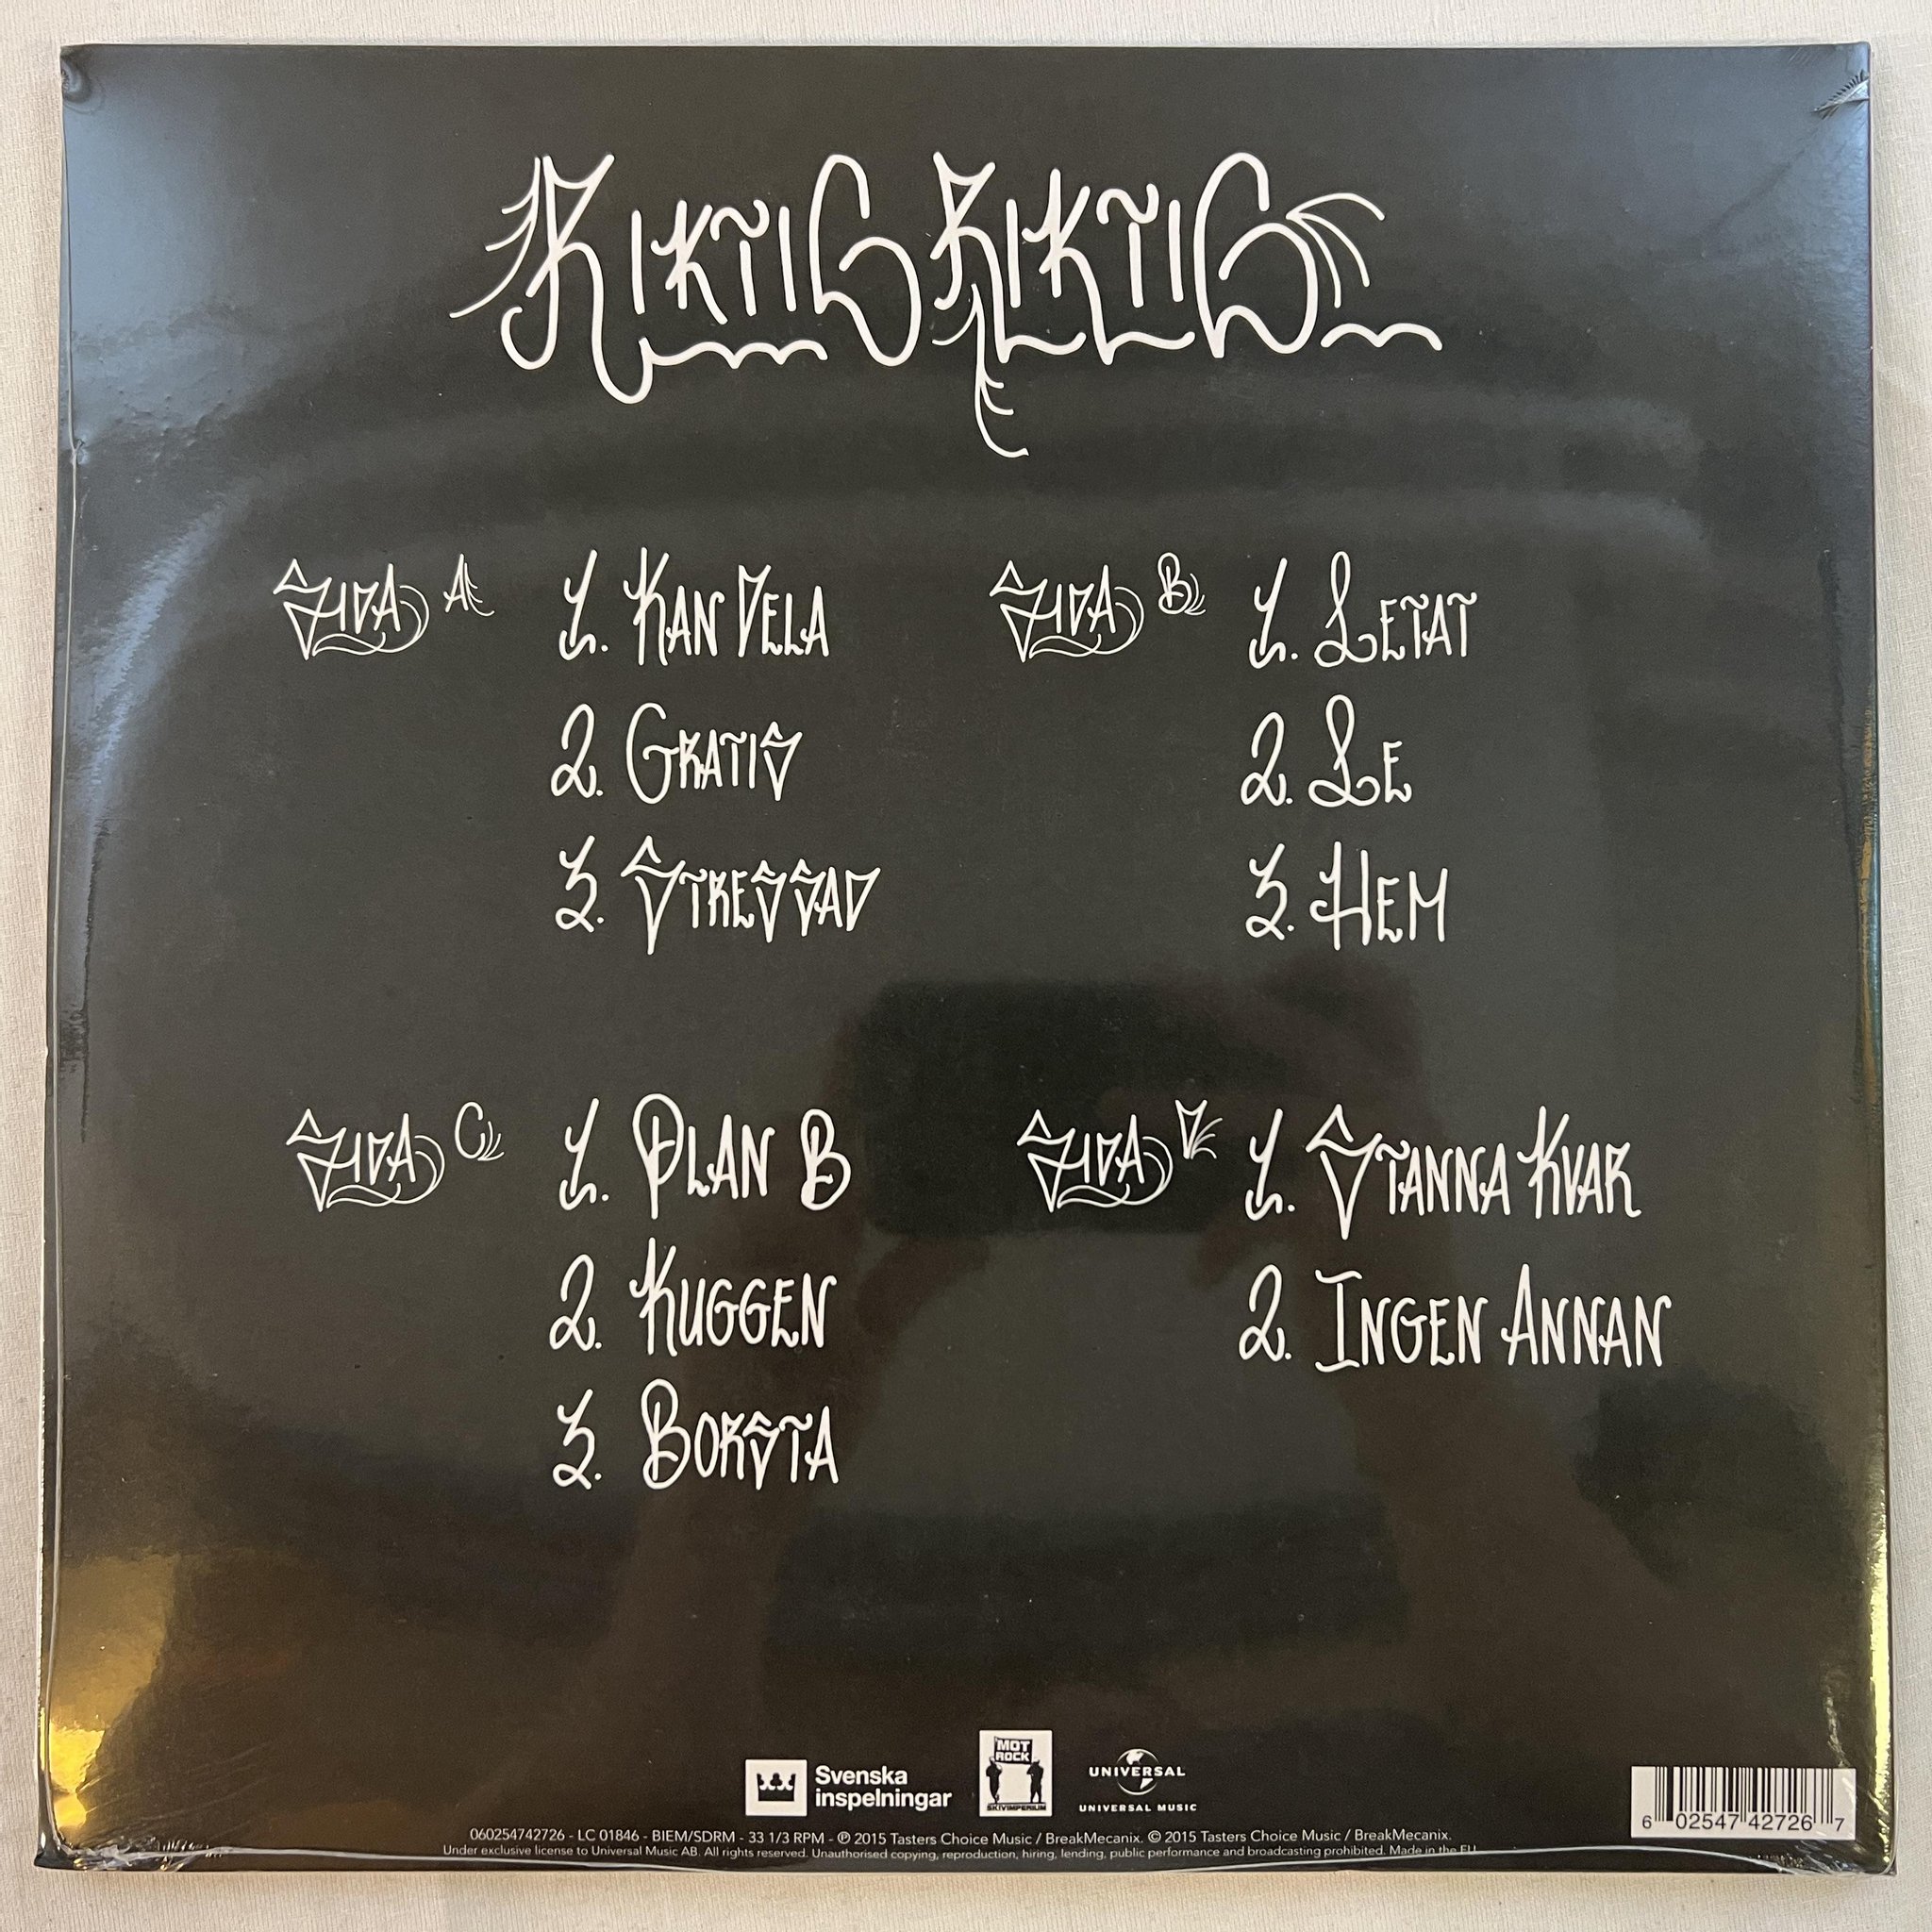 RIKTIG RIKTIG
SIDA A
1. KAN DELA
2. GRATIS
3. STRESSAD
SIDA B
1. LETAT
2. LE
3. HEM
SIDA C
1. PLAN B
2. KUGGEN
3. BORSTA
SIDA D
1. STANNA KVAR
2. INGEN ANNAN
Svenska
inspelningar
MOT
ROCK
SKIVIMPERIUM
UNIVERSAL
UNIVERSAL MUSIC
6 02547 42726 7
060254742726 - LC 01846 - BIEM/SDRM - 33 1/3 RPM - ℗ 2015 Tasters Choice Music / BreakMecanix. © 2015 Tasters Choice Music / BreakMecanix.
Under exclusive license to Universal Music AB. All rights reserved. Unauthorised copying, reproduction, hiring, lending, public performance and broadcasting prohibited. Made in the EU